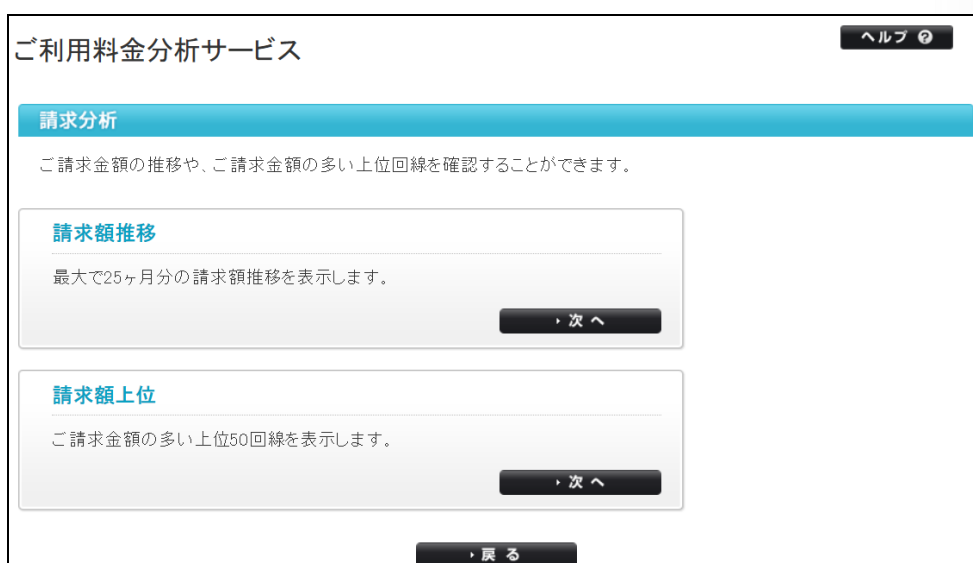 ご利用料金分析サービス
ヘルプ ?
請求分析
ご請求金額の推移や、ご請求金額の多い上位回線を確認することができます。
請求額推移
最大で25ヶ月分の請求額推移を表示します。
次へ
請求額上位
ご請求金額の多い上位50回線を表示します。
次へ
戻る